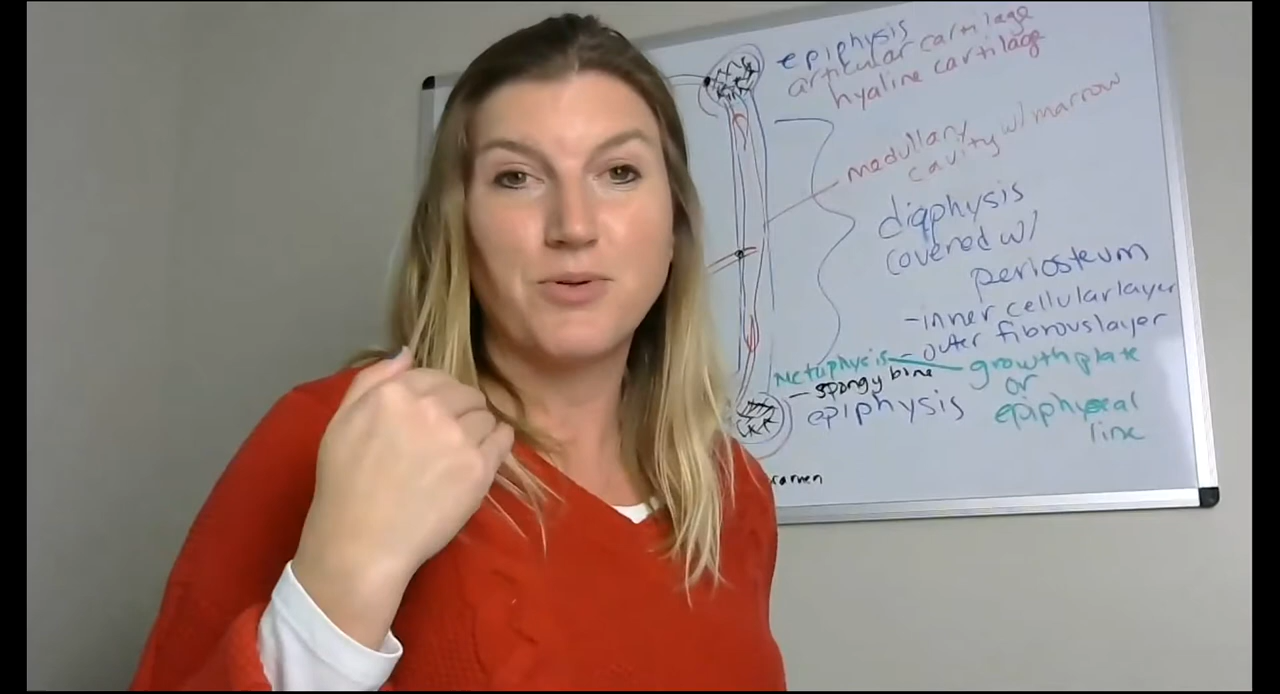 epiphysis
articular cartilage
hyaline cartilage
medullary
cavity w/ marrow
diaphysis
covered w/
periosteum
- inner cellular layer
- outer fibrous layer
Metaphysis - growth plate
or
epiphyseal
line
- spongy bone
epiphysis